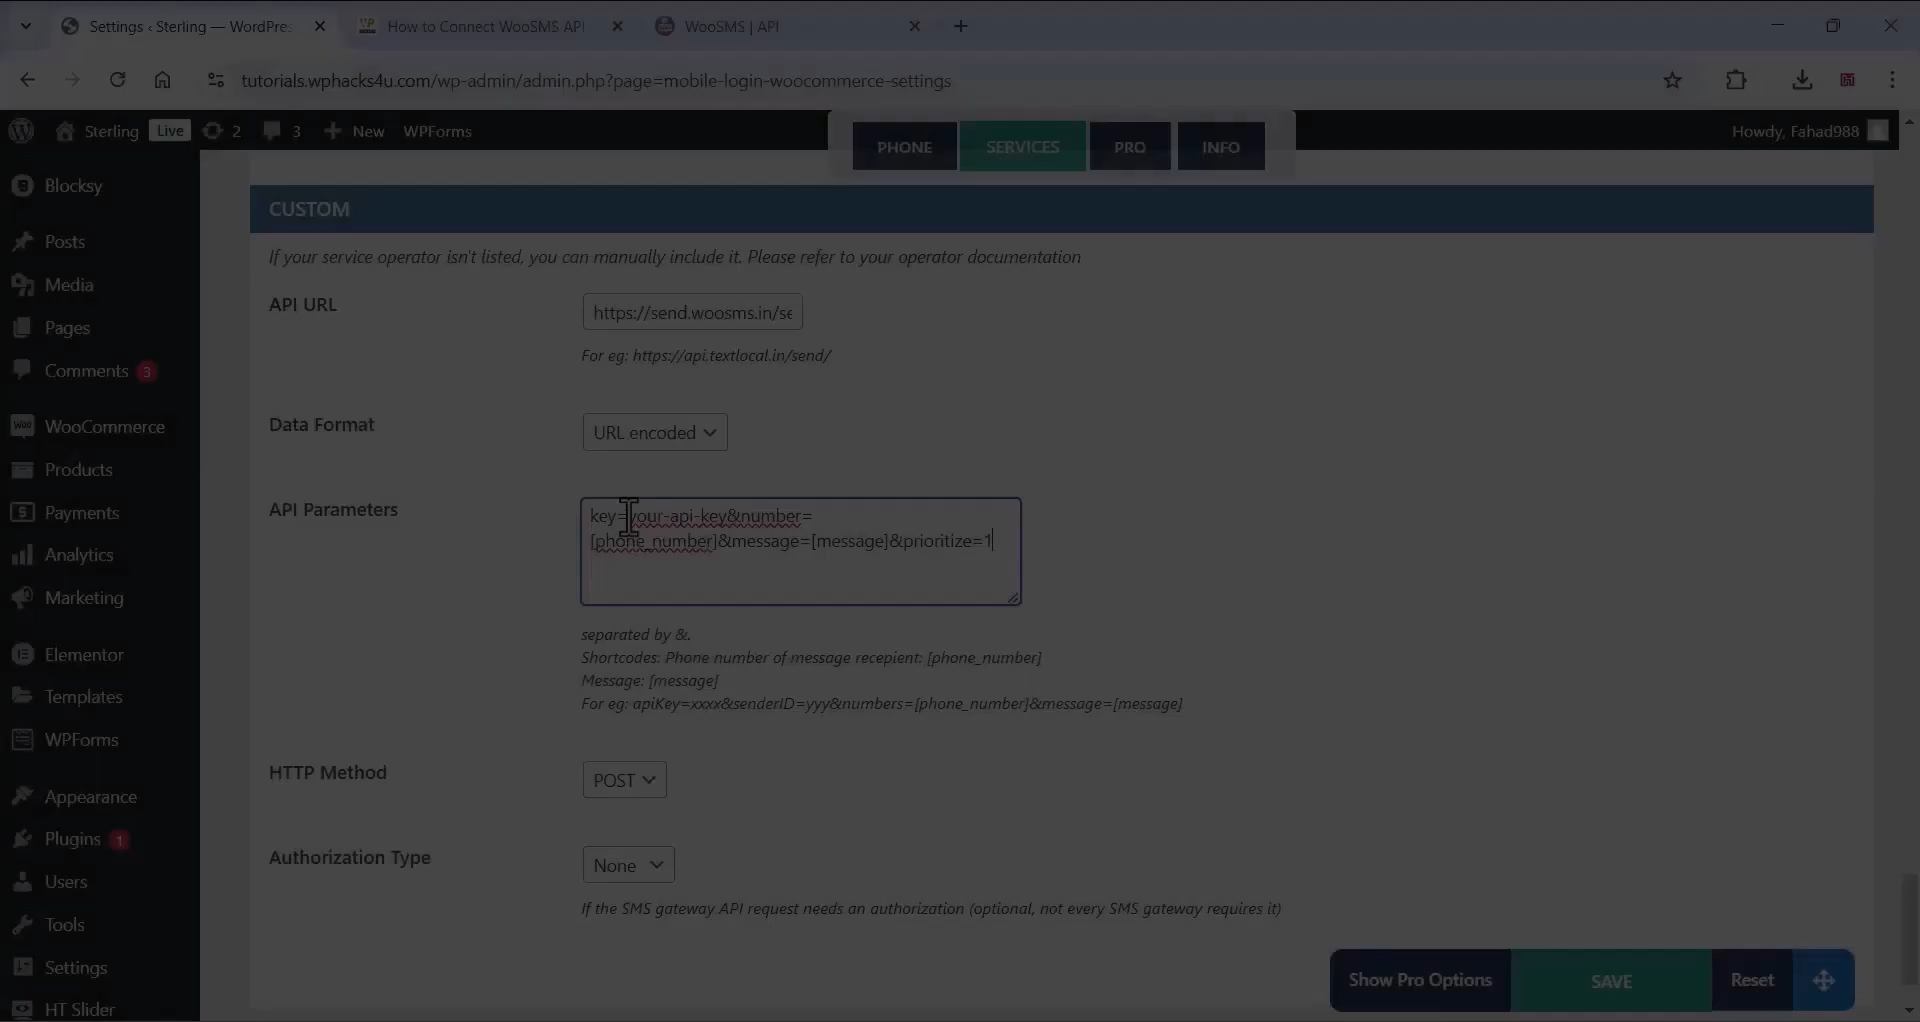 Settings ‹ Sterling — WordPres
How to Connect WooSMS API
WooSMS | API
tutorials.wphacks4u.com/wp-admin/admin.php?page=mobile-login-woocommerce-settings
Sterling
Live
2
3
New
WPForms
Howdy, Fahad988
PHONE
SERVICES
PRO
INFO
Blocksy
Posts
Media
Pages
Comments 3
WooCommerce
Products
Payments
Analytics
Marketing
Elementor
Templates
WPForms
Appearance
Plugins 1
Users
Tools
Settings
HT Slider
CUSTOM
If your service operator isn't listed, you can manually include it. Please refer to your operator documentation
API URL
https://send.woosms.in/se
For eg: https://api.textlocal.in/send/
Data Format
URL encoded
API Parameters
key=your-api-key&number=
[phone_number]&message=[message]&prioritize=1
separated by &.
Shortcodes: Phone number of message recepient: [phone_number]
Message: [message]
For eg: apiKey=xxxx&senderID=yyy&numbers=[phone_number]&message=[message]
HTTP Method
POST
Authorization Type
None
If the SMS gateway API request needs an authorization (optional, not every SMS gateway requires it)
Show Pro Options
SAVE
Reset